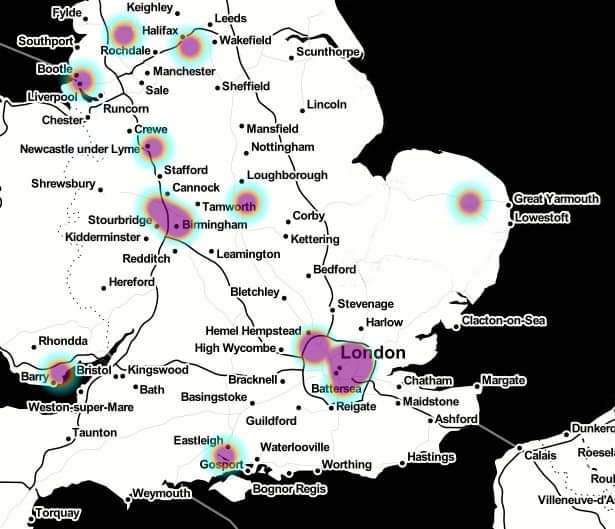 Keighley
Fylde
Leeds
Halifax
Southport
Wakefield
Rochdale
Scunthorpe
Bootle
Manchester
Sale
Sheffield
Liverpool
Runcorn
Lincoln
Chester
Crewe
Mansfield
Newcastle under Lyme
Nottingham
Stafford
Loughborough
Shrewsbury
Cannock
Great Yarmouth
Tamworth
Lowestoft
Stourbridge
Birmingham
Corby
Kidderminster
Kettering
Redditch
Leamington
Bedford
Hereford
Bletchley
Stevenage
Clacton-on-Sea
Harlow
Hemel Hempstead
Rhondda
High Wycombe
London
Barry
Bristol
Kingswood
Bracknell
Chatham
Margate
Bath
Battersea
Basingstoke
Maidstone
Weston-super-Mare
Reigate
Guildford
Ashford
Taunton
Dunkerq
Eastleigh
Waterlooville
Calais
Roesela
Gosport
Worthing
Hastings
Rou
Bognor Regis
Weymouth
Villeneuve-d'A
Torquay